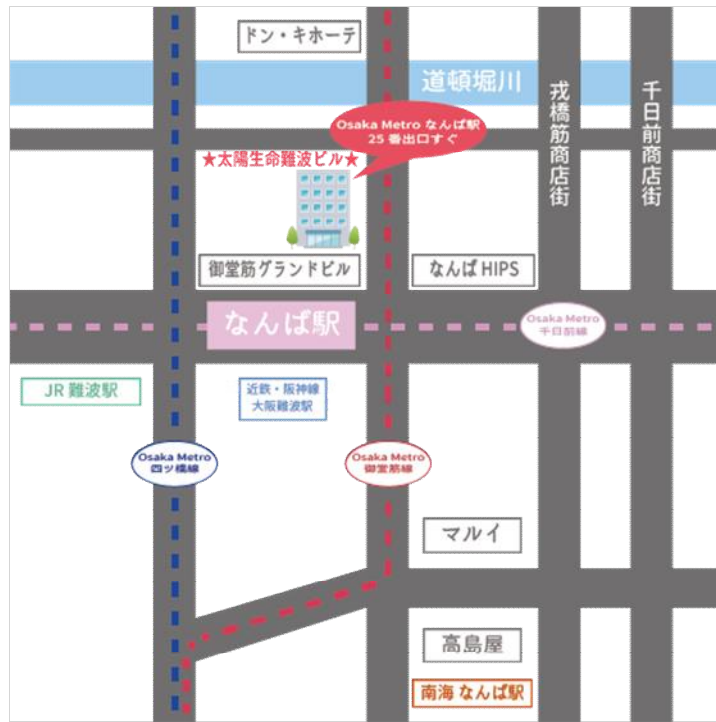 ドン・キホーテ
道頓堀川
戎橋筋商店街
千日前商店街
Osaka Metro なんば駅
25 番出口すぐ
★太陽生命難波ビル★
御堂筋グランドビル
なんば HIPS
なんば駅
Osaka Metro
千日前線
JR 難波駅
近鉄・阪神線
大阪難波駅
Osaka Metro
四ツ橋線
Osaka Metro
御堂筋線
マルイ
高島屋
南海 なんば駅